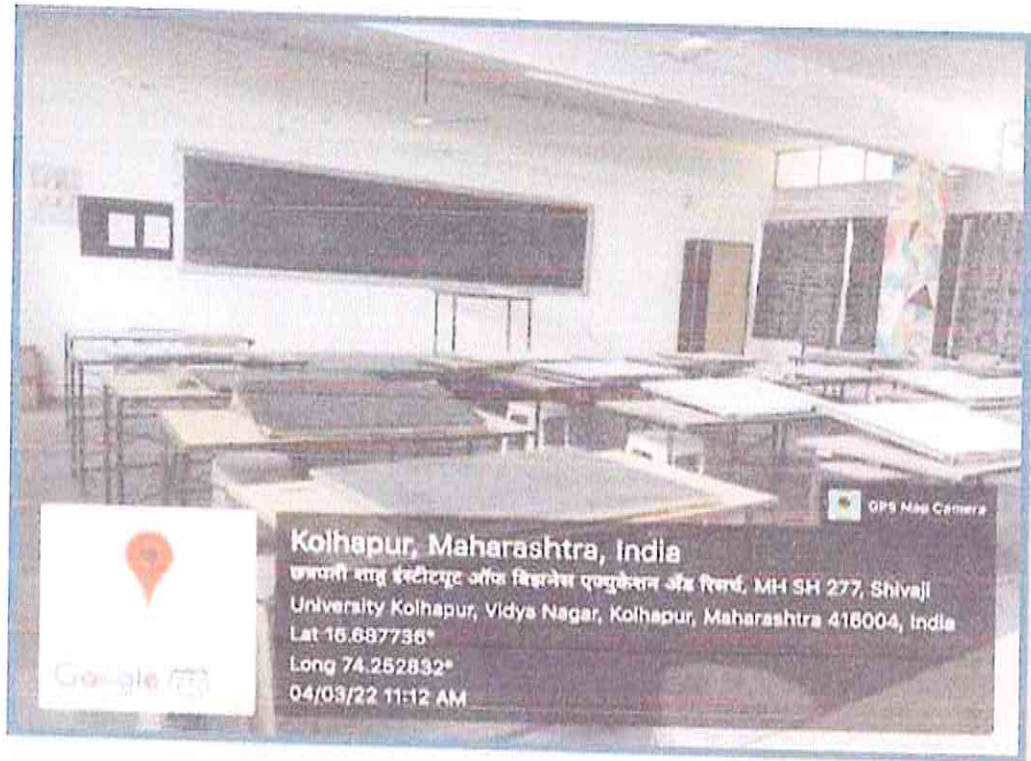 GPS Map Camera
Kolhapur, Maharashtra, India
छत्रपती शाहू इंस्टीटयूट ऑफ बिझनेस एज्युकेशन अँड रिसर्च, MH SH 277, Shivaji
University Kolhapur, Vidya Nagar, Kolhapur, Maharashtra 416004, India
Lat 16.687736°
Long 74.252832°
04/03/22 11:12 AM
Google